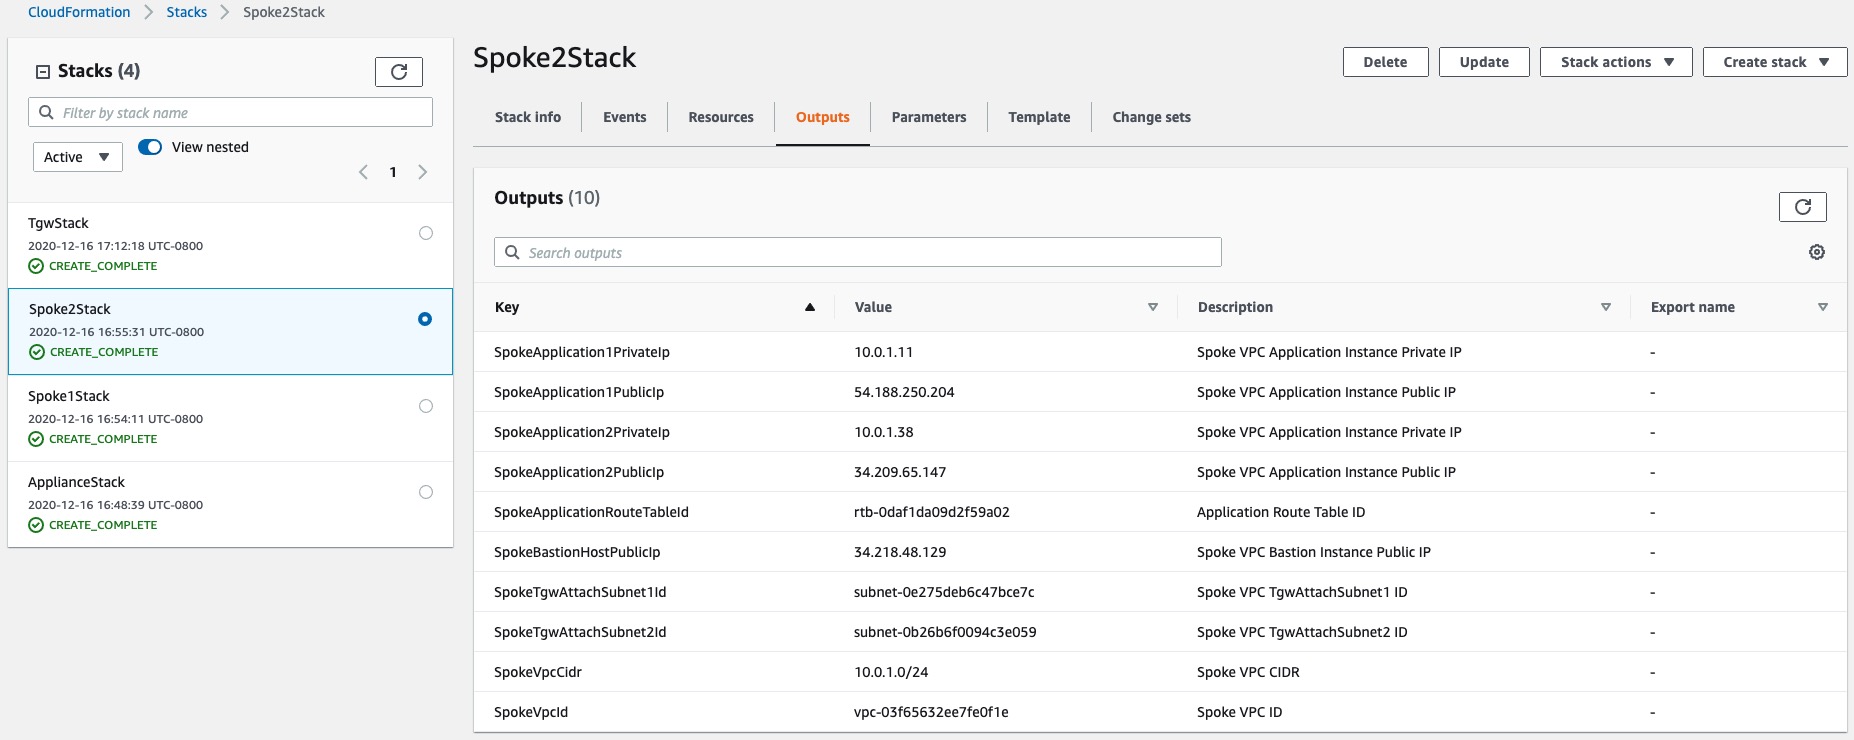 CloudFormation > Stacks > Spoke2Stack
Stacks (4)
Filter by stack name
Active
View nested
1
TgwStack
2020-12-16 17:12:18 UTC-0800
CREATE_COMPLETE
Spoke2Stack
2020-12-16 16:55:31 UTC-0800
CREATE_COMPLETE
Spoke1Stack
2020-12-16 16:54:11 UTC-0800
CREATE_COMPLETE
ApplianceStack
2020-12-16 16:48:39 UTC-0800
CREATE_COMPLETE
Spoke2Stack
Delete Update Stack actions Create stack
Stack info Events Resources Outputs Parameters Template Change sets
Outputs (10)
Search outputs
Key Value Description Export name
SpokeApplication1PrivateIp 10.0.1.11 Spoke VPC Application Instance Private IP -
SpokeApplication1PublicIp 54.188.250.204 Spoke VPC Application Instance Public IP -
SpokeApplication2PrivateIp 10.0.1.38 Spoke VPC Application Instance Private IP -
SpokeApplication2PublicIp 34.209.65.147 Spoke VPC Application Instance Public IP -
SpokeApplicationRouteTableId rtb-0daf1da09d2f59a02 Application Route Table ID -
SpokeBastionHostPublicIp 34.218.48.129 Spoke VPC Bastion Instance Public IP -
SpokeTgwAttachSubnet1Id subnet-0e275deb6c47bce7c Spoke VPC TgwAttachSubnet1 ID -
SpokeTgwAttachSubnet2Id subnet-0b26b6f0094c3e059 Spoke VPC TgwAttachSubnet2 ID -
SpokeVpcCidr 10.0.1.0/24 Spoke VPC CIDR -
SpokeVpcId vpc-03f65632ee7fe0f1e Spoke VPC ID -